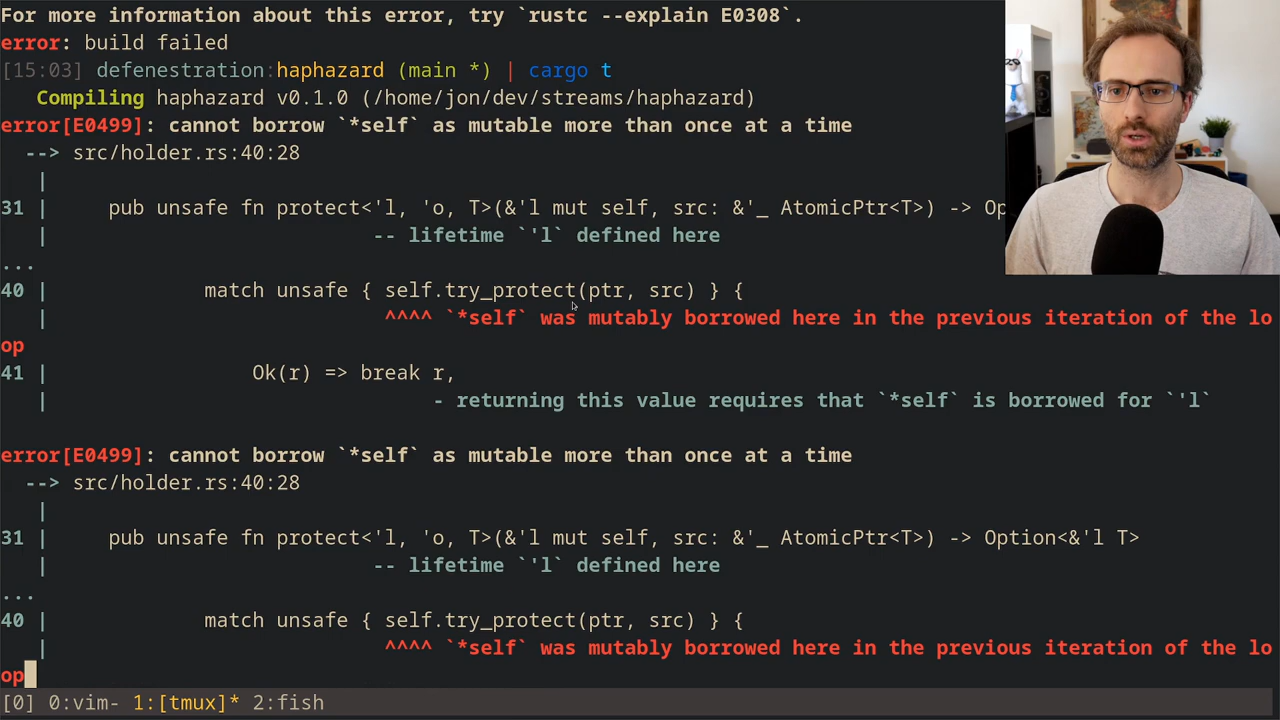 For more information about this error, try `rustc --explain E0308`.
error: build failed
[15:03] defenestration:haphazard (main *) | cargo t
   Compiling haphazard v0.1.0 (/home/jon/dev/streams/haphazard)
error[E0499]: cannot borrow `*self` as mutable more than once at a time
  --> src/holder.rs:40:28
   |
31 |     pub unsafe fn protect<'l, 'o, T>(&'l mut self, src: &'_ AtomicPtr<T>) -> Op
   |                           -- lifetime `'l` defined here
...
40 |             match unsafe { self.try_protect(ptr, src) } {
   |                            ^^^^ `*self` was mutably borrowed here in the previous iteration of the lo
op
41 |                 Ok(r) => break r,
   |                                - returning this value requires that `*self` is borrowed for `'l`
error[E0499]: cannot borrow `*self` as mutable more than once at a time
  --> src/holder.rs:40:28
   |
31 |     pub unsafe fn protect<'l, 'o, T>(&'l mut self, src: &'_ AtomicPtr<T>) -> Option<&'l T>
   |                           -- lifetime `'l` defined here
...
40 |             match unsafe { self.try_protect(ptr, src) } {
   |                            ^^^^ `*self` was mutably borrowed here in the previous iteration of the lo
op
[0] 0:vim- 1:[tmux]* 2:fish